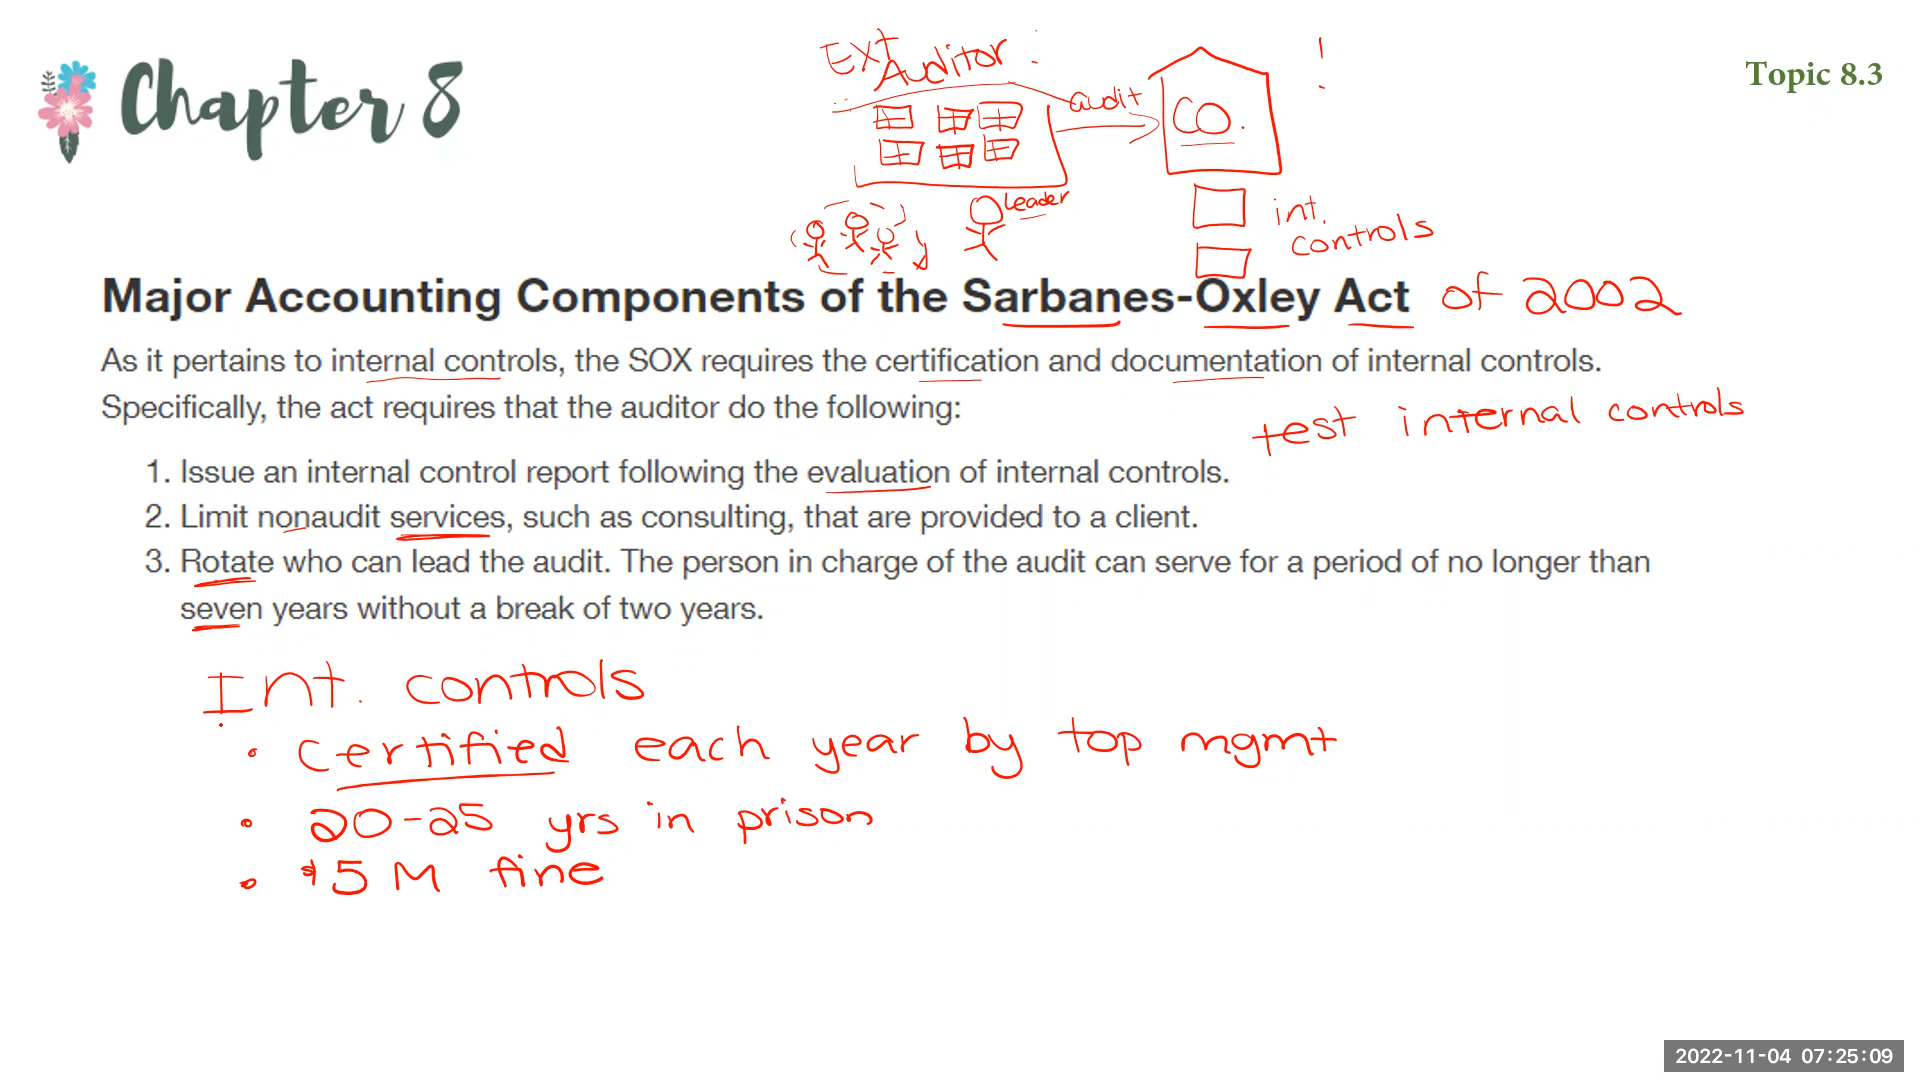 Chapter 8
Topic 8.3
EXT
Auditor
audit
CO.
leader
int.
controls
Major Accounting Components of the Sarbanes-Oxley Act of 2002
As it pertains to internal controls, the SOX requires the certification and documentation of internal controls.
Specifically, the act requires that the auditor do the following:
test internal controls
1. Issue an internal control report following the evaluation of internal controls.
2. Limit nonaudit services, such as consulting, that are provided to a client.
3. Rotate who can lead the audit. The person in charge of the audit can serve for a period of no longer than
seven years without a break of two years.
Int. controls
• Certified each year by top mgmt
• 20-25 yrs in prison
• $5 M fine
2022-11-04 07:25:09